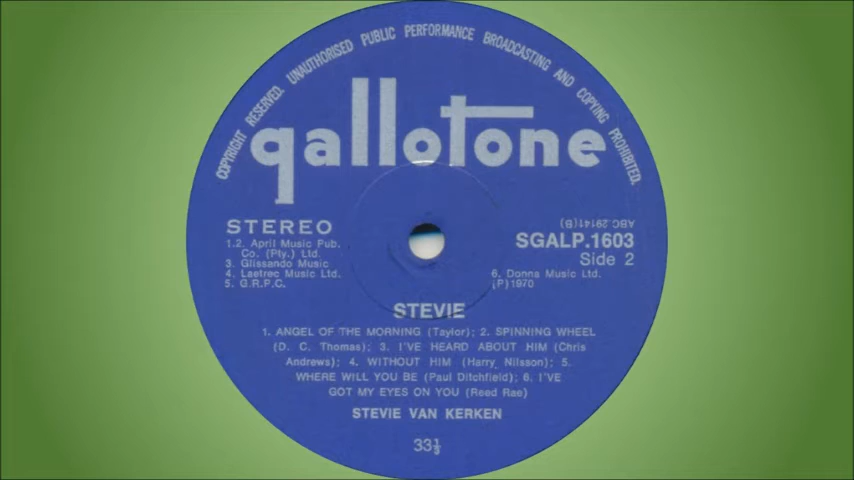 COPYRIGHT RESERVED. UNAUTHORISED PUBLIC PERFORMANCE BROADCASTING AND COPYING PROHIBITED.
gallotone
STEREO
1.2. April Music Pub.
Co. (Pty.) Ltd.
3. Glissando Music
4. Laetrec Music Ltd.
5. G.R.P.C.
ABC.29141(B)
SGALP.1603
Side 2
6. Donna Music Ltd.
(P)1970
STEVIE
1. ANGEL OF THE MORNING (Taylor); 2. SPINNING WHEEL
(D. C. Thomas); 3. I'VE HEARD ABOUT HIM (Chris
Andrews); 4. WITHOUT HIM (Harry Nilsson); 5.
WHERE WILL YOU BE (Paul Ditchfield); 6. I'VE
GOT MY EYES ON YOU (Reed Rae)
STEVIE VAN KERKEN
33⅓